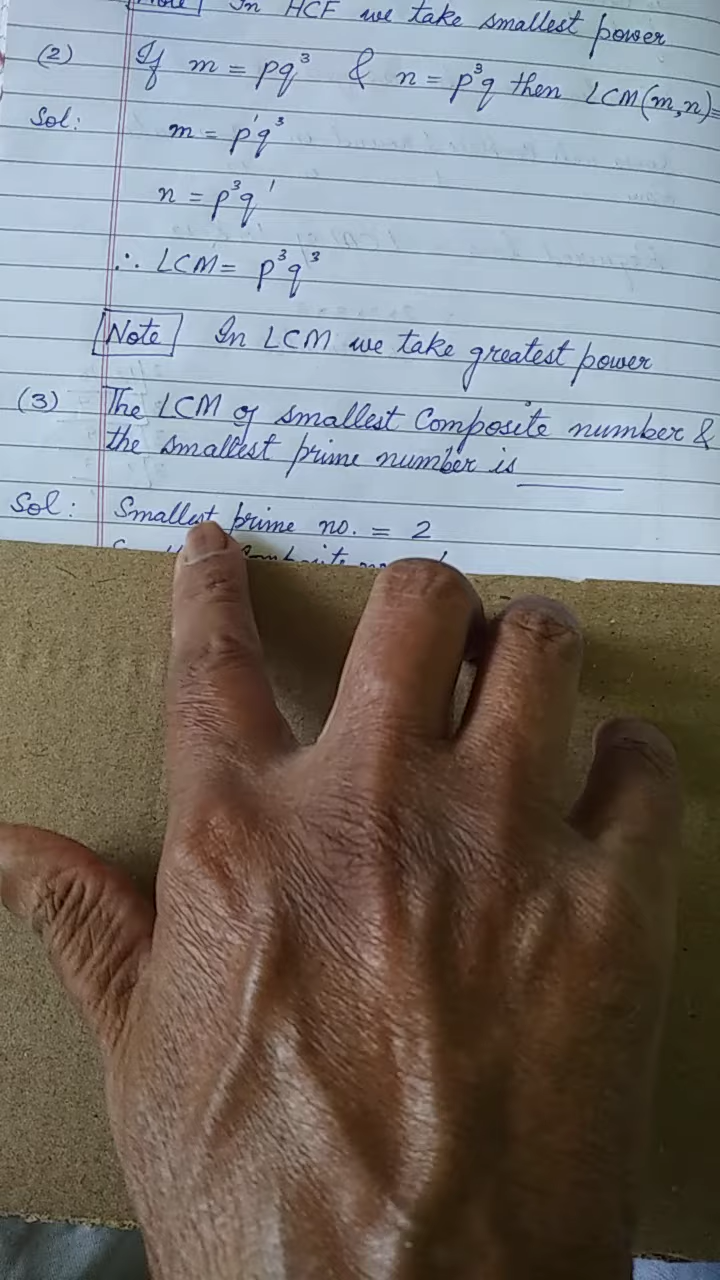 Note In HCF we take smallest power
(2) If m = pq³ & n = p³q then LCM(m,n)=
Sol: m = p¹q³
n = p³q¹
∴ LCM = p³q³
Note In LCM we take greatest power
(3) The LCM of smallest Composite number &
the smallest prime number is ______
Sol: Smallest prime no. = 2